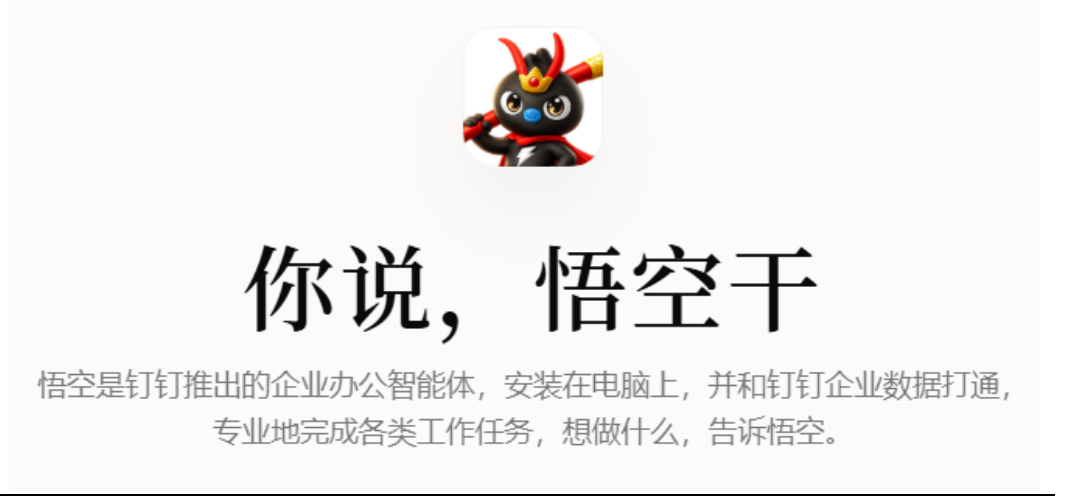 你说，悟空干
悟空是钉钉推出的企业办公智能体，安装在电脑上，并和钉钉企业数据打通，
专业地完成各类工作任务，想做什么，告诉悟空。